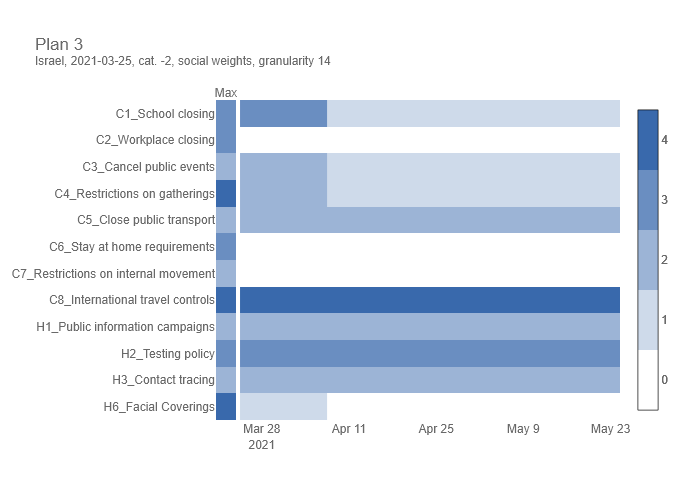 Plan 3
Israel, 2021-03-25, cat. -2, social weights, granularity 14
Max
C1_School closing
C2_Workplace closing
C3_Cancel public events
C4_Restrictions on gatherings
C5_Close public transport
C6_Stay at home requirements
C7_Restrictions on internal movement
C8_International travel controls
H1_Public information campaigns
H2_Testing policy
H3_Contact tracing
H6_Facial Coverings
Mar 28 Apr 11 Apr 25 May 9 May 23
2021
4
3
2
1
0